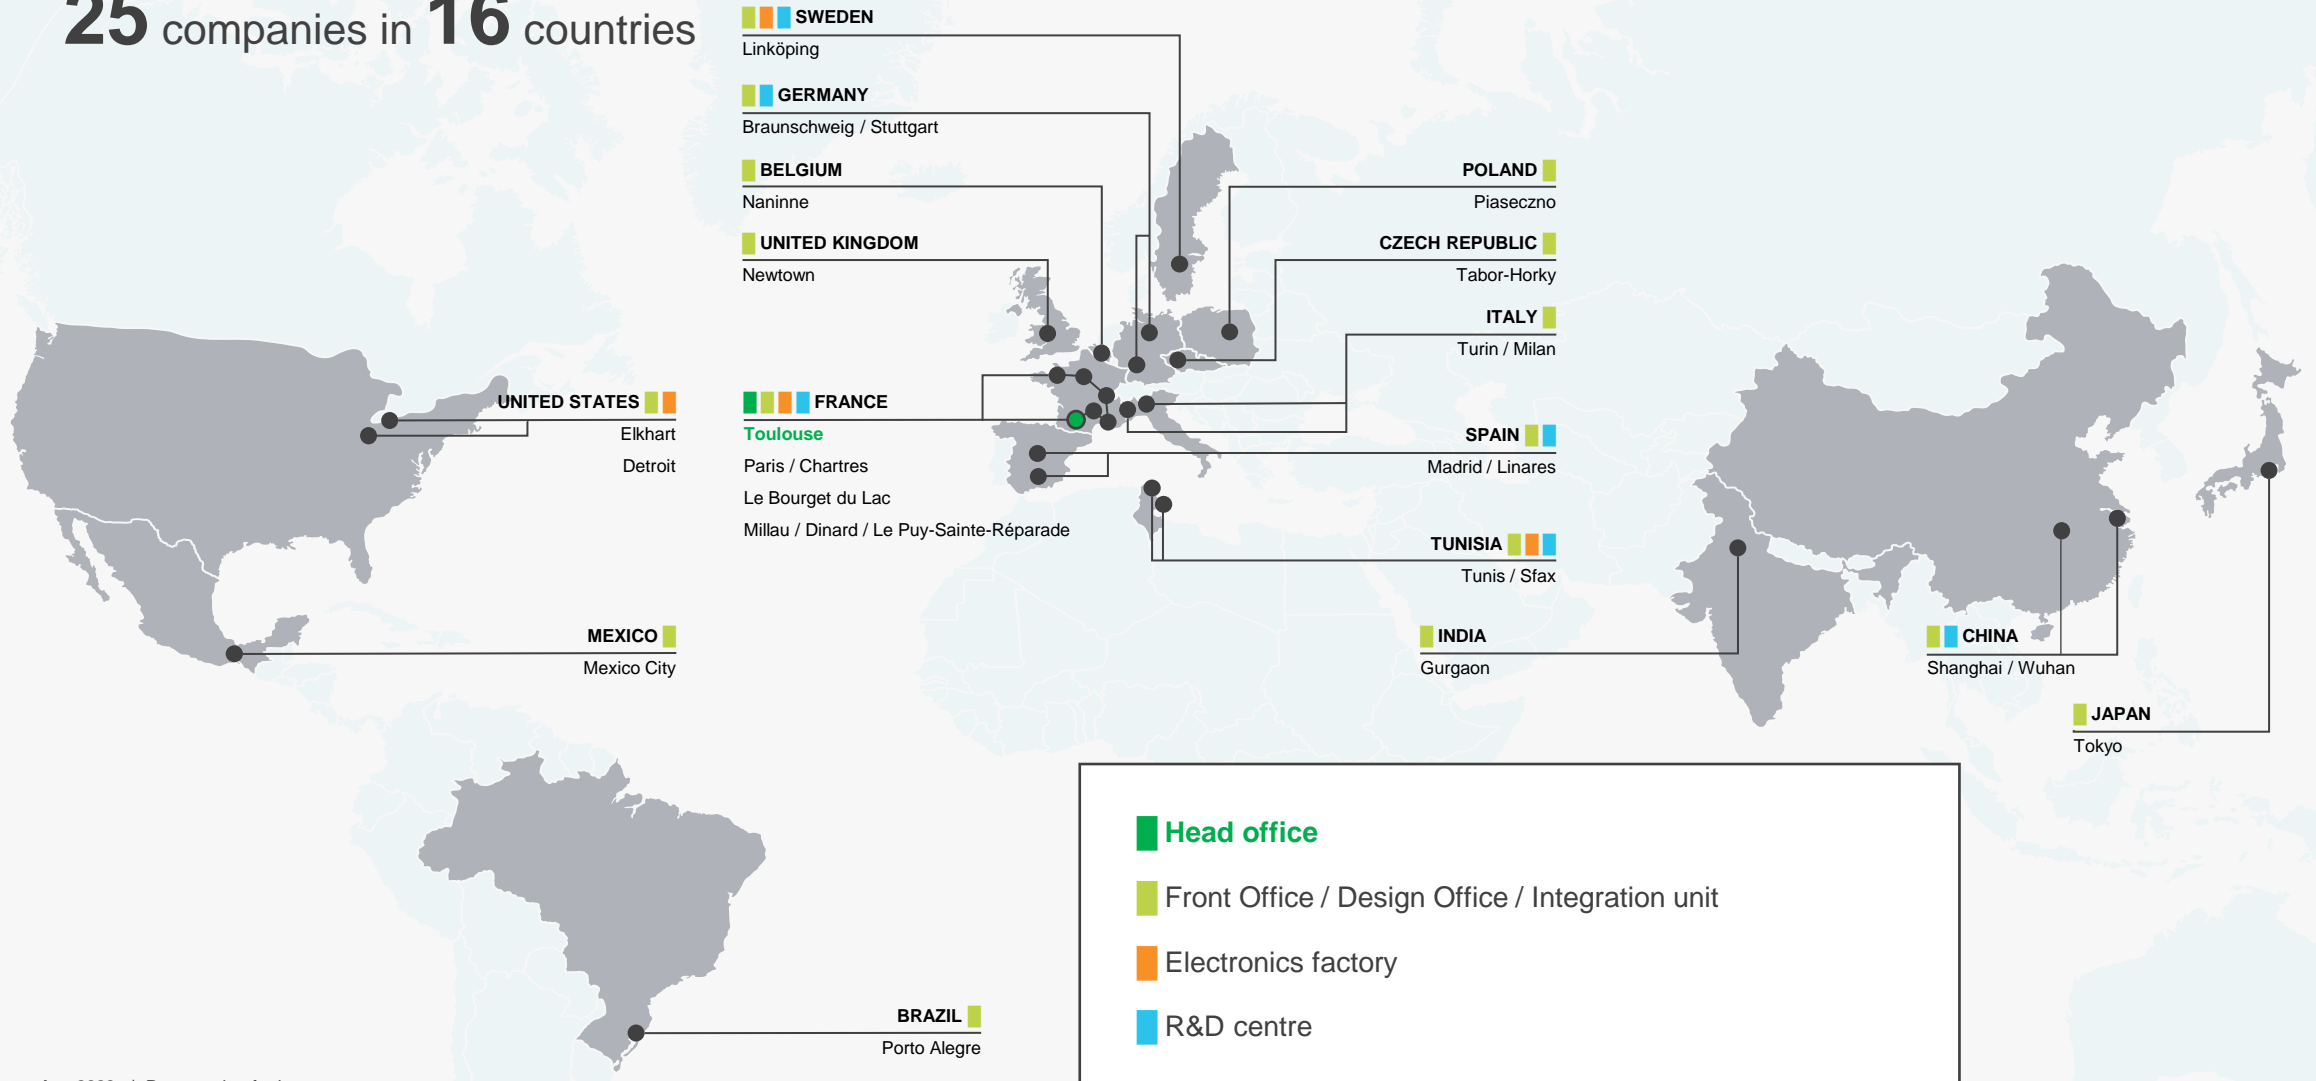 25 companies in 16 countries
SWEDEN
Linköping
GERMANY
Braunschweig / Stuttgart
BELGIUM
Naninne
UNITED KINGDOM
Newtown
POLAND
Piaseczno
CZECH REPUBLIC
Tabor-Horky
ITALY
Turin / Milan
UNITED STATES
Elkhart
Detroit
FRANCE
Toulouse
Paris / Chartres
Le Bourget du Lac
Millau / Dinard / Le Puy-Sainte-Réparade
SPAIN
Madrid / Linares
TUNISIA
Tunis / Sfax
MEXICO
Mexico City
INDIA
Gurgaon
CHINA
Shanghai / Wuhan
JAPAN
Tokyo
BRAZIL
Porto Alegre
Head office
Front Office / Design Office / Integration unit
Electronics factory
R&D centre